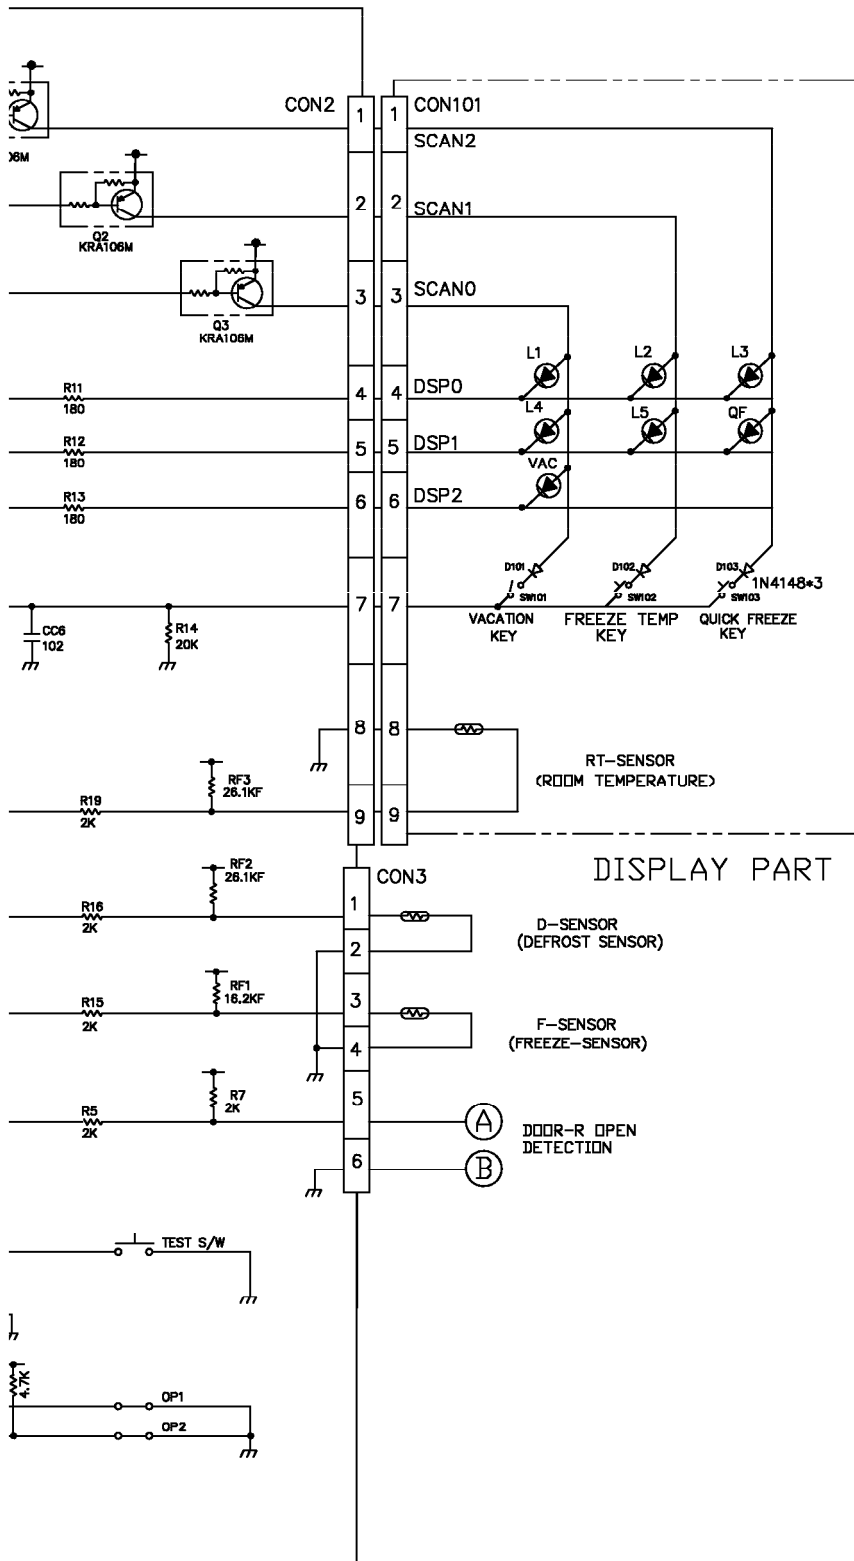 CON2 1 1 CON101
SCAN2
06M
2 2 SCAN1
Q2
KRA106M
3 3 SCAN0
Q3
KRA106M
L1 L2 L3
R11 4 4 DSP0
180
L4 L5 QF
R12 5 5 DSP1
180
VAC
R13 6 6 DSP2
180
D101 D102 D103 1N4148*3
SW101 SW102 SW103
7 7
VACATION KEY
FREEZE TEMP KEY
QUICK FREEZE KEY
CC6
102
R14
20K
8 8
RT-SENSOR
(ROOM TEMPERATURE)
RF3
26.1KF
R19
2K
9 9
DISPLAY PART
RF2
26.1KF
CON3
R16
2K
1
D-SENSOR
(DEFROST SENSOR)
2
RF1
16.2KF
R15
2K
3
F-SENSOR
(FREEZE-SENSOR)
4
R7
2K
R5
2K
5
A
DOOR-R OPEN
DETECTION
6
B
TEST S/W
4.7K
OP1
OP2